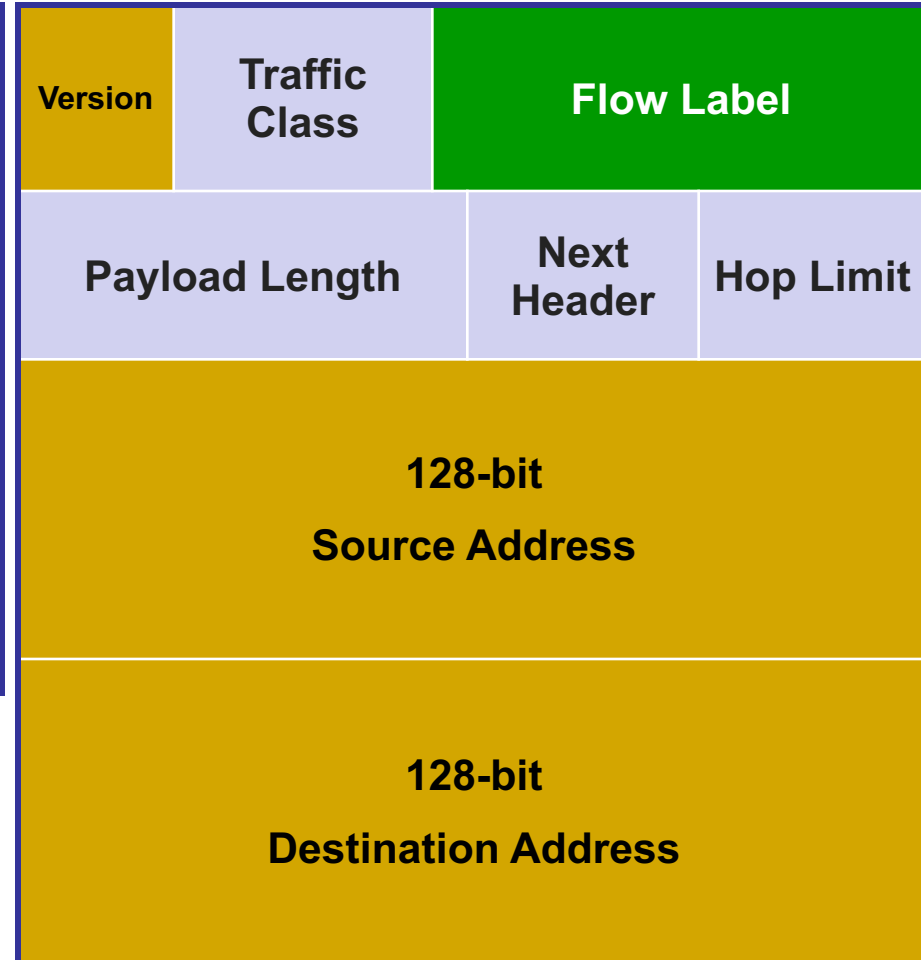 Version
Traffic
Class
Flow Label
Payload Length
Next
Header
Hop Limit
128-bit
Source Address
128-bit
Destination Address